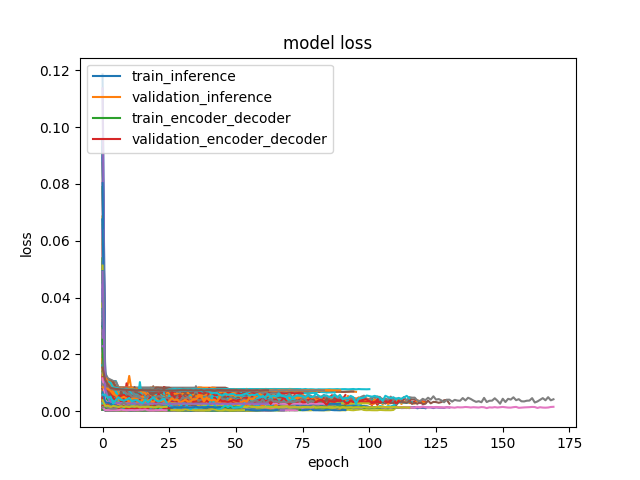 model loss
train_inference
validation_inference
train_encoder_decoder
validation_encoder_decoder
0.12
0.10
0.08
0.06
0.04
0.02
0.00
loss
0
25
50
75
100
125
150
175
epoch